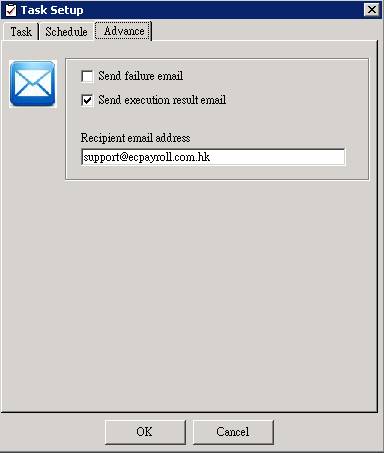 Task Setup
Task Schedule Advance
Send failure email
Send execution result email
Recipient email address
support@ecpayroll.com.hk
OK Cancel